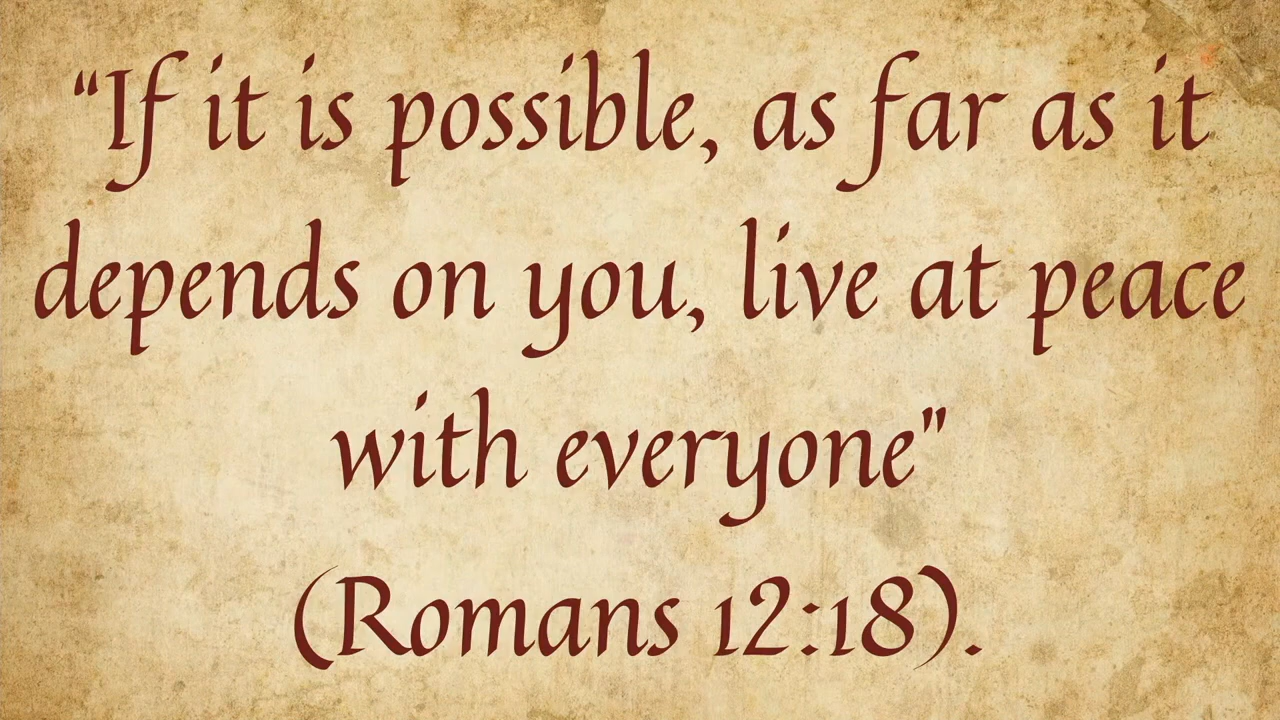 “If it is possible, as far as it
depends on you, live at peace
with everyone"
(Romans 12:18).